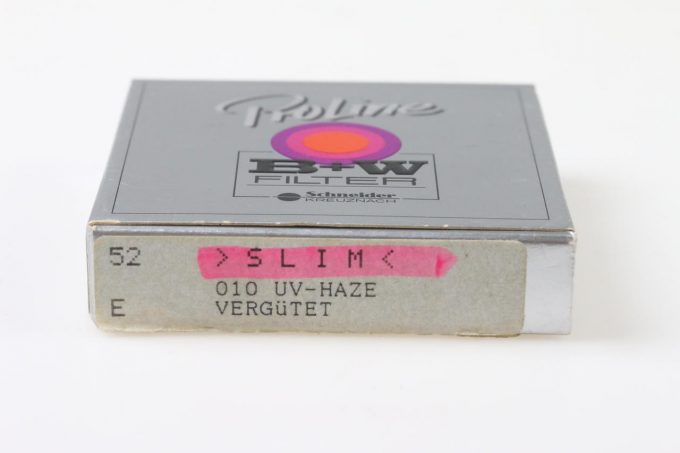 ProLine
B+W
FILTER
Schneider
KREUZNACH
52 >SLIM<
010 UV-HAZE
E VERGüTET